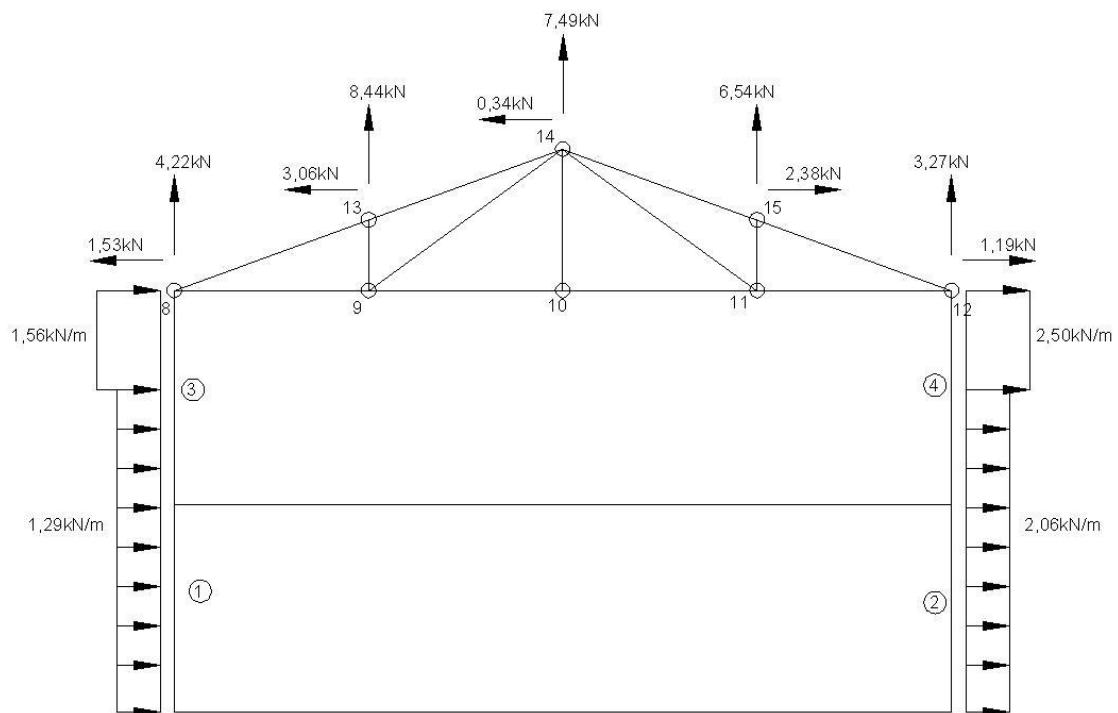 7,49kN
8,44kN
0,34kN
6,54kN
14
4,22kN
3,06kN
2,38kN
3,27kN
13
15
1,53kN
1,19kN
8
9
10
11
12
1,56kN/m
2,50kN/m
3
4
1,29kN/m
2,06kN/m
1
2